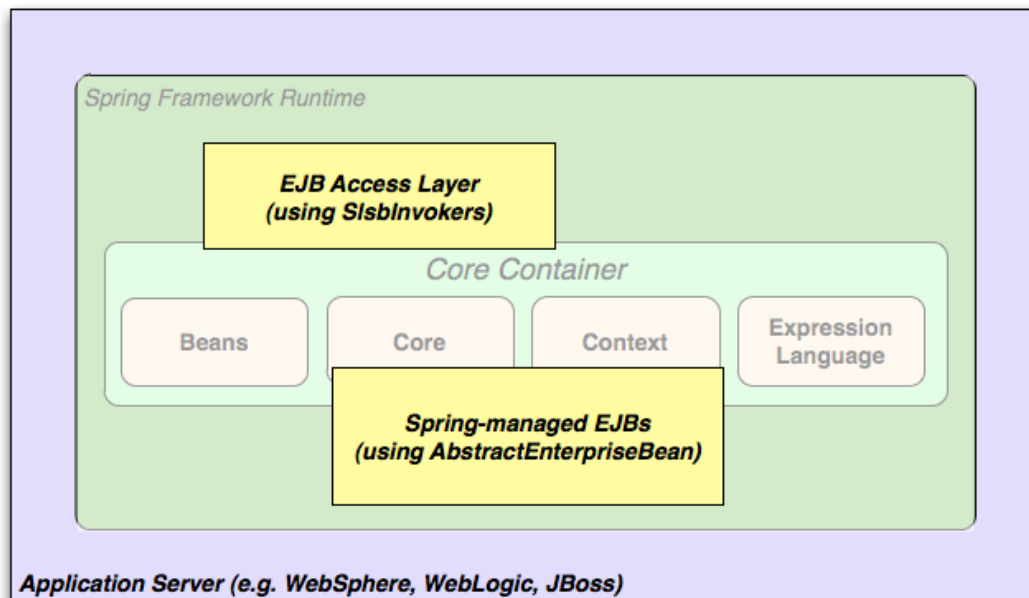 Spring Framework Runtime
EJB Access Layer
(using SlsbInvokers)
Core Container
Beans
Core
Context
Expression
Language
Spring-managed EJBs
(using AbstractEnterpriseBean)
Application Server (e.g. WebSphere, WebLogic, JBoss)